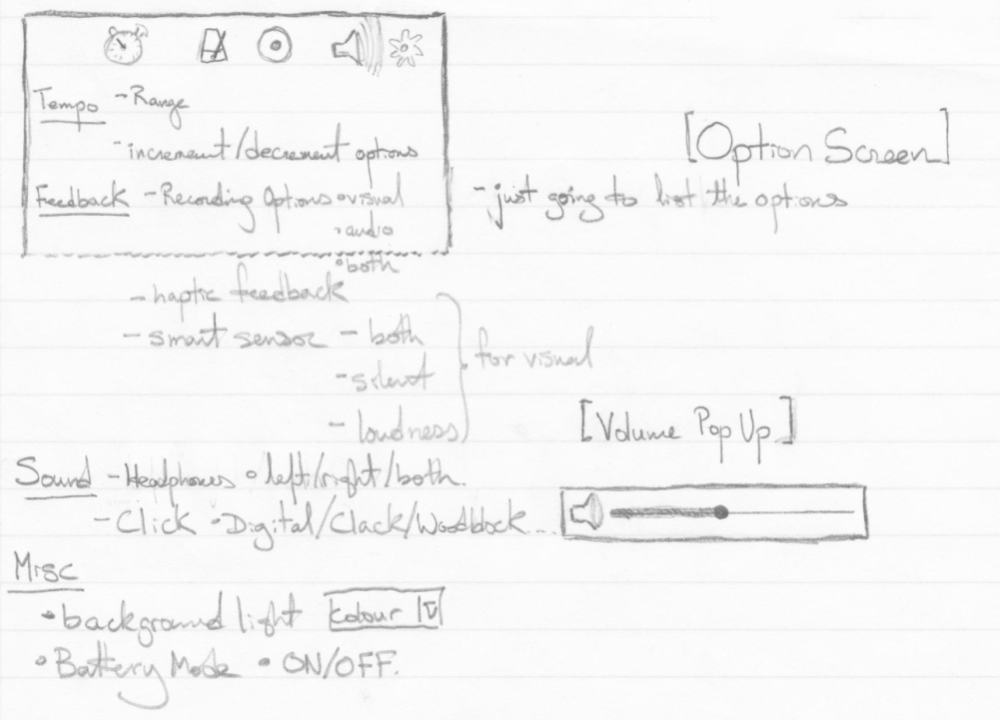 Tempo - Range
- increment/decrement options
[Option Screen]
Feedback - Recording Options • visual
- just going to list the options
• audio
• both
- haptic feedback
- smart sensor - both
for visual
- silent
- loudness
[Volume Pop Up]
Sound - Headphones • left/right/both.
- Click • Digital/Clack/Woodblock...
Misc
• background light colour
• Battery Mode • ON/OFF.